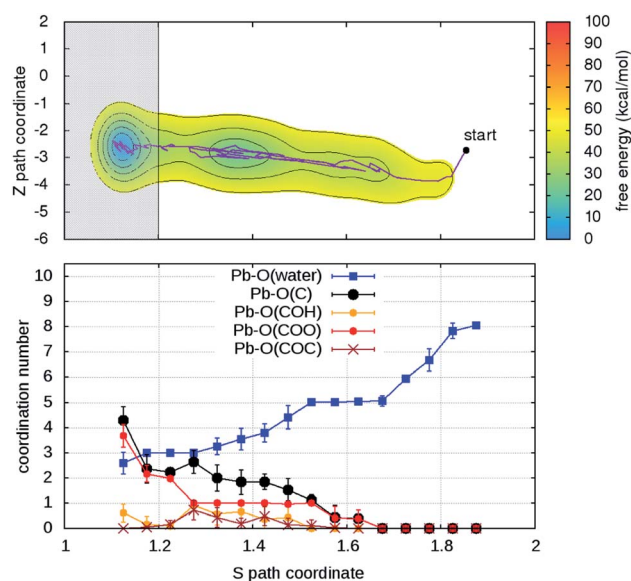 2
1
0
-1
-2
-3
-4
-5
-6
Z path coordinate
start
100
90
80
70
60
50
40
30
20
10
0
free energy (kcal/mol)
10
9
8
7
6
5
4
3
2
1
0
coordination number
Pb-O(water)
Pb-O(C)
Pb-O(COH)
Pb-O(COO)
Pb-O(COC)
1 1.2 1.4 1.6 1.8 2
S path coordinate